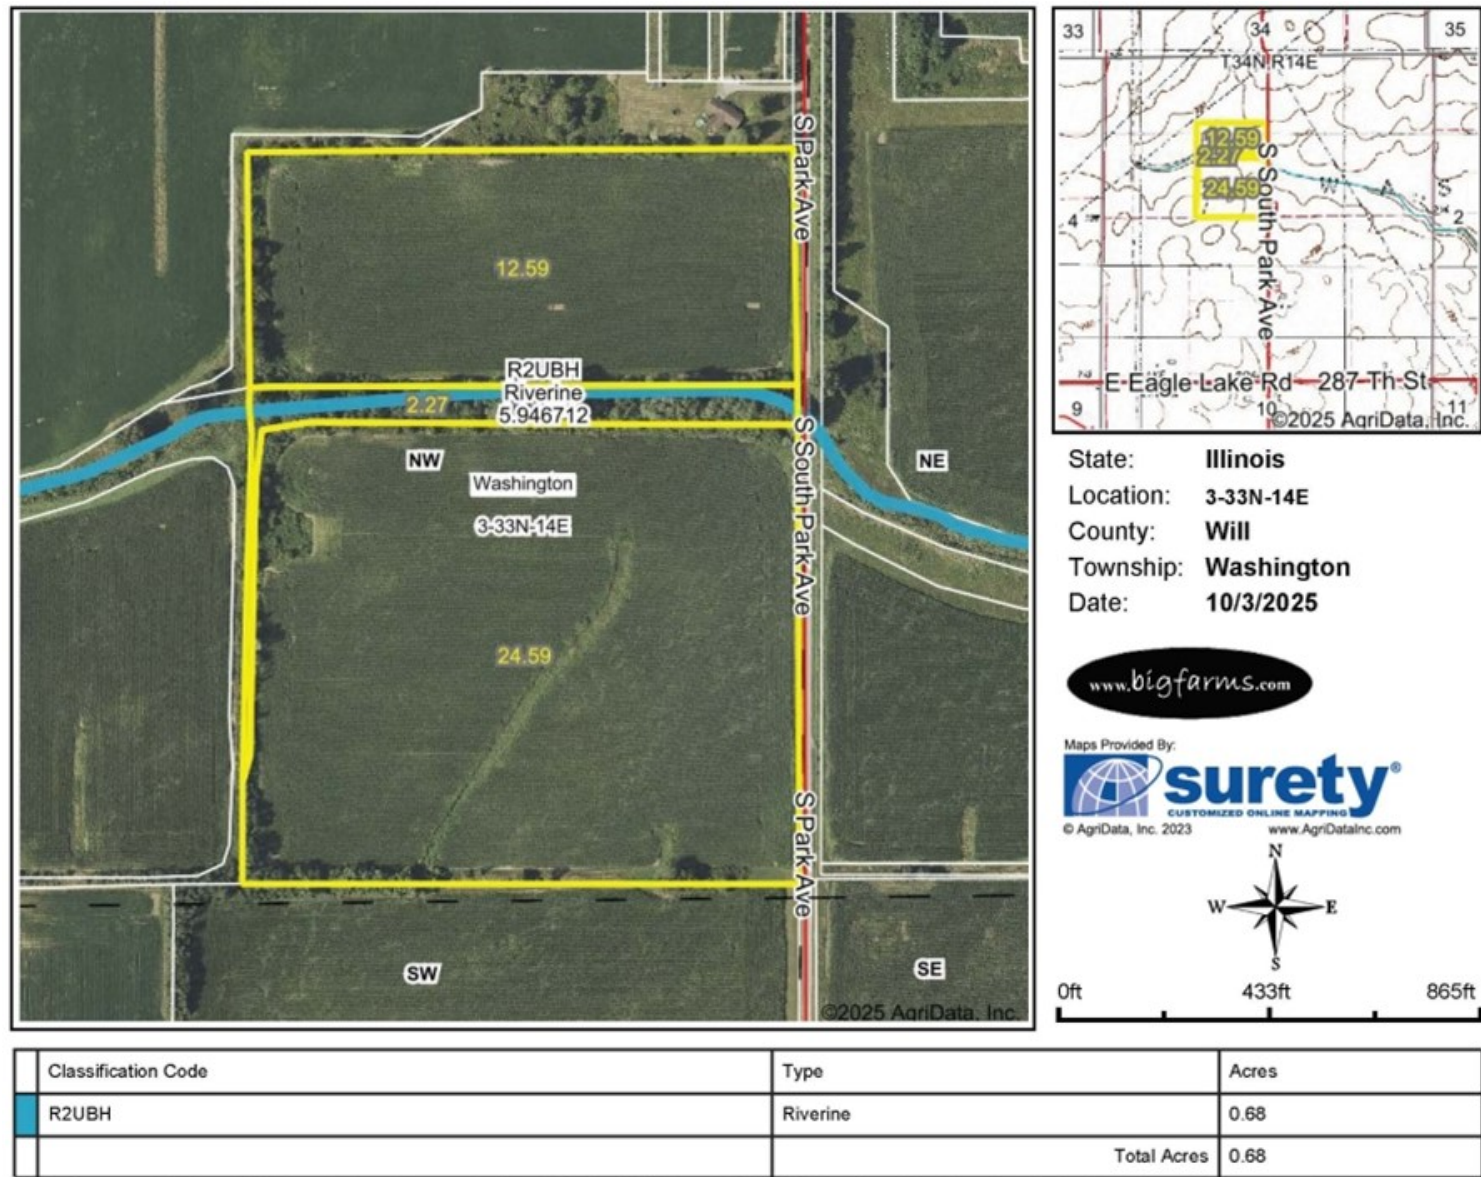 S Park Ave
12.59
R2UBH
Riverine
5.946712
2.27
S South Park Ave
NW
NE
Washington
3-33N-14E
24.59
S Park Ave
SW
SE
©2025 AgriData, Inc.
33
34
35
T34N R14E
12.59
2.27
24.59
S South Park Ave
W A S
4
2
E Eagle Lake Rd
287 Th St
9
10
11
©2025 AgriData, Inc.
State: Illinois
Location: 3-33N-14E
County: Will
Township: Washington
Date: 10/3/2025
www.bigfarms.com
Maps Provided By:
surety®
CUSTOMIZED ONLINE MAPPING
© AgriData, Inc. 2023 www.AgriDataInc.com
N
W E
S
0ft 433ft 865ft
Classification Code Type Acres
R2UBH Riverine 0.68
Total Acres 0.68